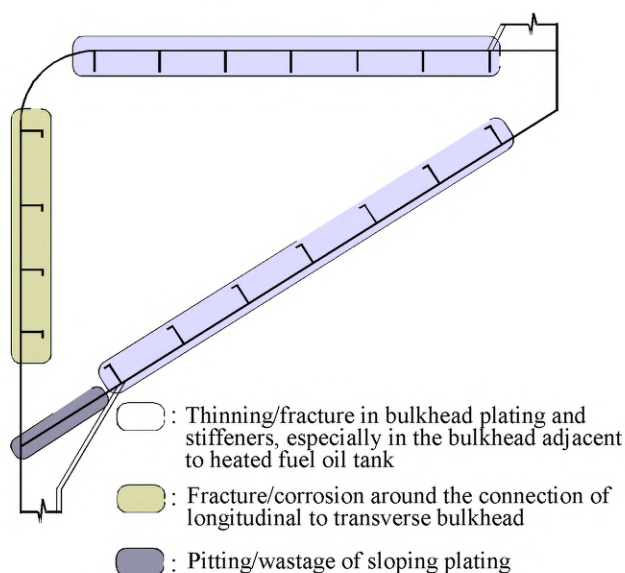 : Thinning/fracture in bulkhead plating and
stiffeners, especially in the bulkhead adjacent
to heated fuel oil tank
: Fracture/corrosion around the connection of
longitudinal to transverse bulkhead
: Pitting/wastage of sloping plating